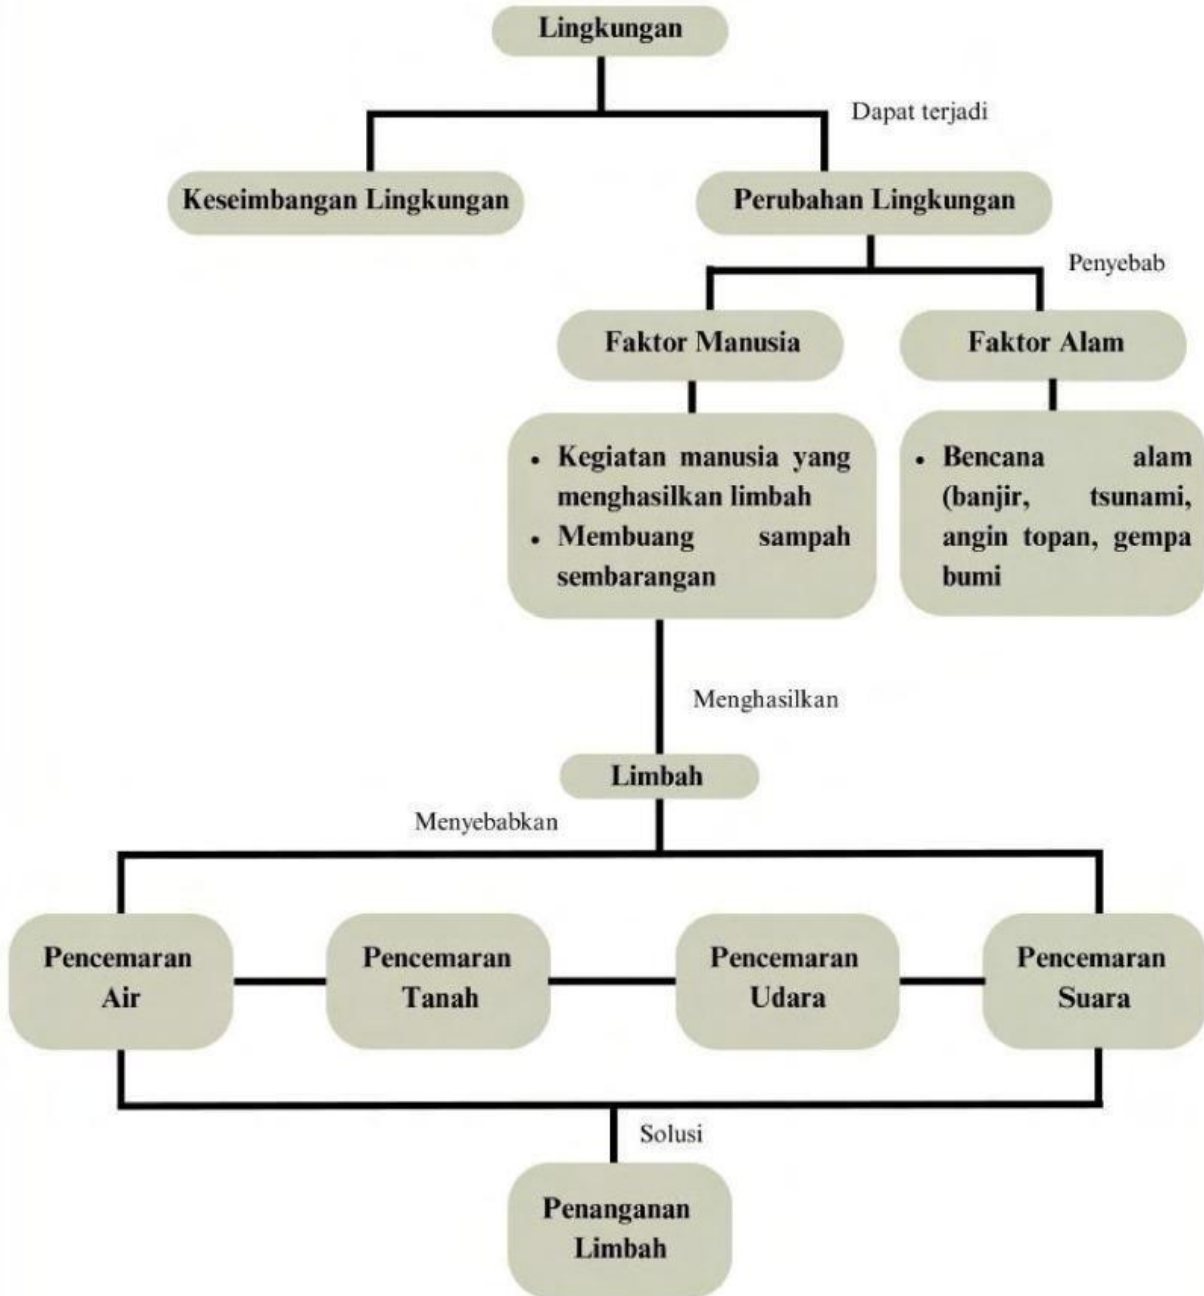 Lingkungan
Dapat terjadi
Keseimbangan Lingkungan
Perubahan Lingkungan
Penyebab
Faktor Manusia
Faktor Alam
• Kegiatan manusia yang
menghasilkan limbah
• Membuang sampah
sembarangan
• Bencana alam
(banjir, tsunami,
angin topan, gempa
bumi
Menghasilkan
Limbah
Menyebabkan
Pencemaran
Air
Pencemaran
Tanah
Pencemaran
Udara
Pencemaran
Suara
Solusi
Penanganan
Limbah